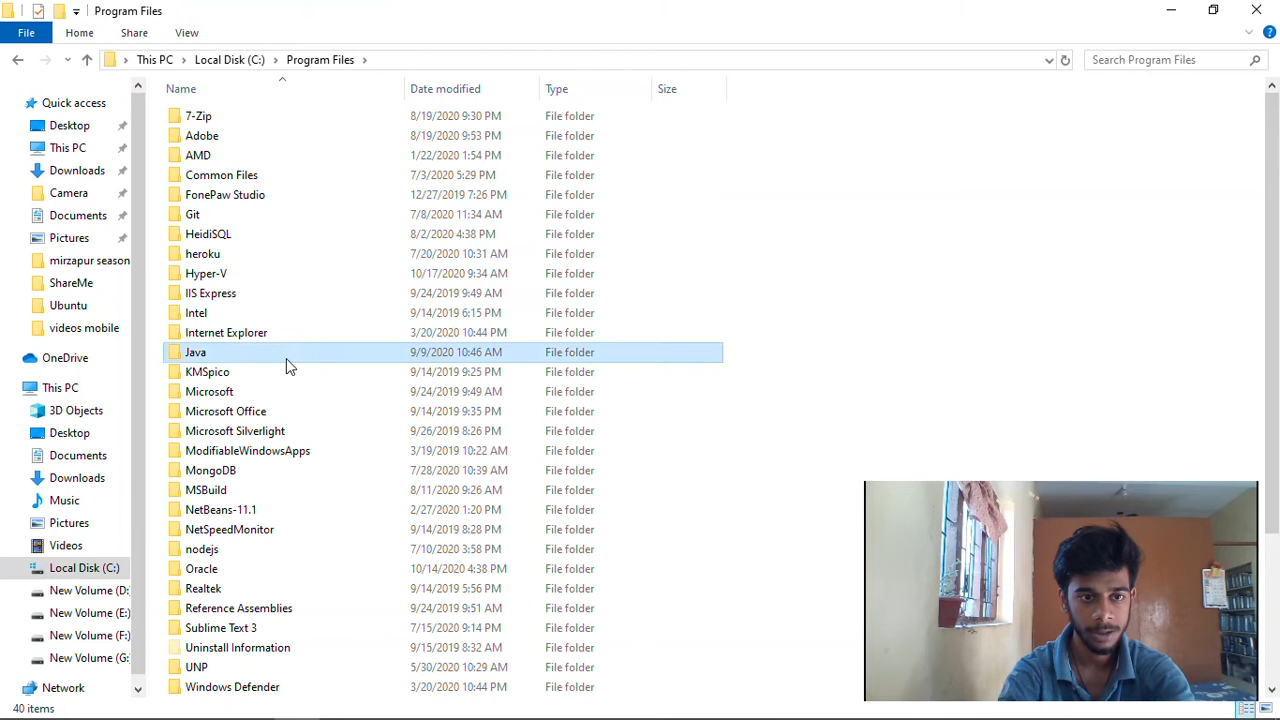 Program Files
File Home Share View
This PC Local Disk (C:) Program Files Search Program Files
Name Date modified Type Size
Quick access
Desktop
This PC
Downloads
Camera
Documents
Pictures
mirzapur season
ShareMe
Ubuntu
videos mobile
OneDrive
This PC
3D Objects
Desktop
Documents
Downloads
Music
Pictures
Videos
Local Disk (C:)
New Volume (D:
New Volume (E:)
New Volume (F:)
New Volume (G:
Network
7-Zip 8/19/2020 9:30 PM File folder
Adobe 8/19/2020 9:53 PM File folder
AMD 1/22/2020 1:54 PM File folder
Common Files 7/3/2020 5:29 PM File folder
FonePaw Studio 12/27/2019 7:26 PM File folder
Git 7/8/2020 11:34 AM File folder
HeidiSQL 8/2/2020 4:38 PM File folder
heroku 7/20/2020 10:31 AM File folder
Hyper-V 10/17/2020 9:34 AM File folder
IIS Express 9/24/2019 9:49 AM File folder
Intel 9/14/2019 6:15 PM File folder
Internet Explorer 3/20/2020 10:44 PM File folder
Java 9/9/2020 10:46 AM File folder
KMSpico 9/14/2019 9:25 PM File folder
Microsoft 9/24/2019 9:49 AM File folder
Microsoft Office 9/14/2019 9:35 PM File folder
Microsoft Silverlight 9/26/2019 8:26 PM File folder
ModifiableWindowsApps 3/19/2019 10:22 AM File folder
MongoDB 7/28/2020 10:39 AM File folder
MSBuild 8/11/2020 9:26 AM File folder
NetBeans-11.1 2/27/2020 1:20 PM File folder
NetSpeedMonitor 9/14/2019 8:28 PM File folder
nodejs 7/10/2020 3:58 PM File folder
Oracle 10/14/2020 4:38 PM File folder
Realtek 9/14/2019 5:56 PM File folder
Reference Assemblies 9/24/2019 9:51 AM File folder
Sublime Text 3 7/15/2020 9:14 PM File folder
Uninstall Information 9/15/2019 8:32 AM File folder
UNP 5/30/2020 10:29 AM File folder
Windows Defender 3/20/2020 10:44 PM File folder
40 items